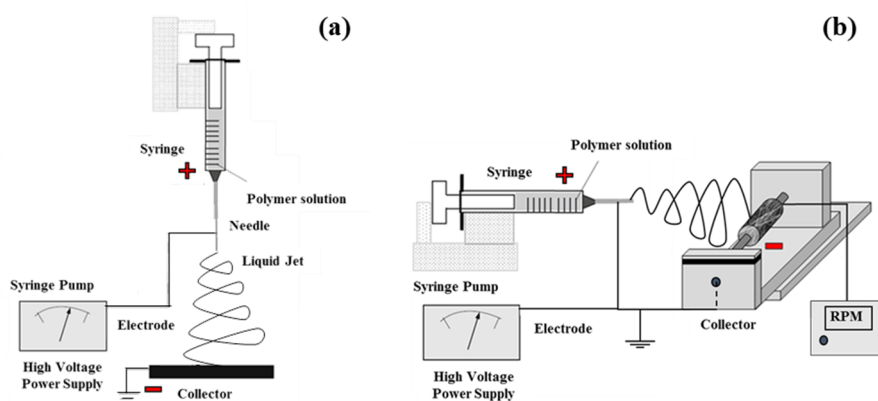 (a)
Syringe
Polymer solution
Needle
Liquid Jet
Syringe Pump
Electrode
High Voltage
Power Supply
Collector
(b)
Polymer solution
Syringe
Syringe Pump
Electrode
Collector
RPM
High Voltage
Power Supply